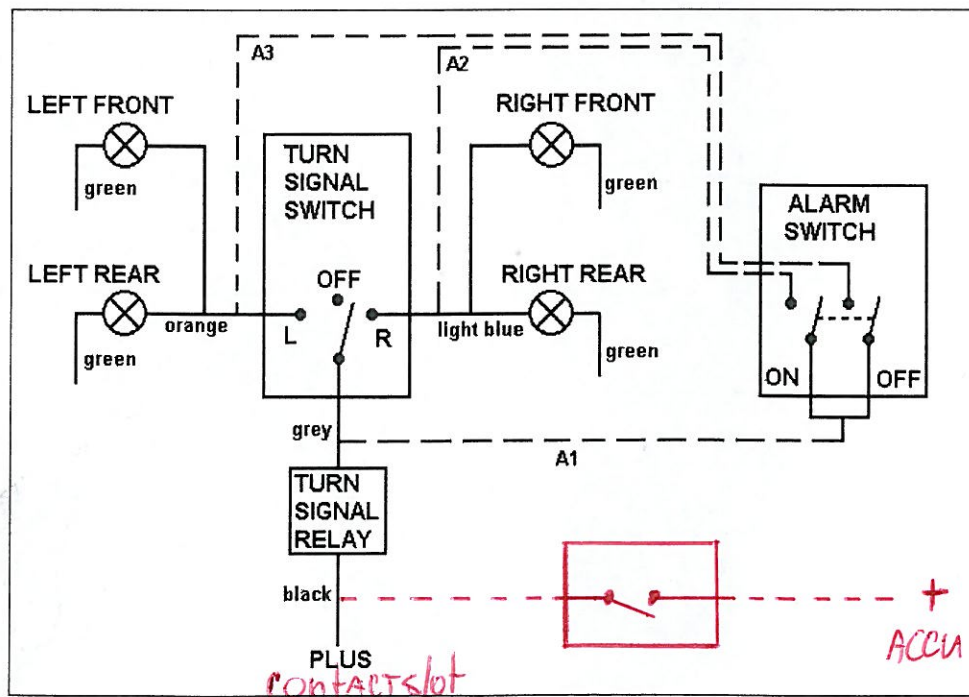 A3
A2
LEFT FRONT
RIGHT FRONT
green
TURN
SIGNAL
SWITCH
green
ALARM
SWITCH
LEFT REAR
OFF
RIGHT REAR
orange
L
R
light blue
green
green
ON
OFF
grey
A1
TURN
SIGNAL
RELAY
black
+
ACCU
PLUS
contactslot